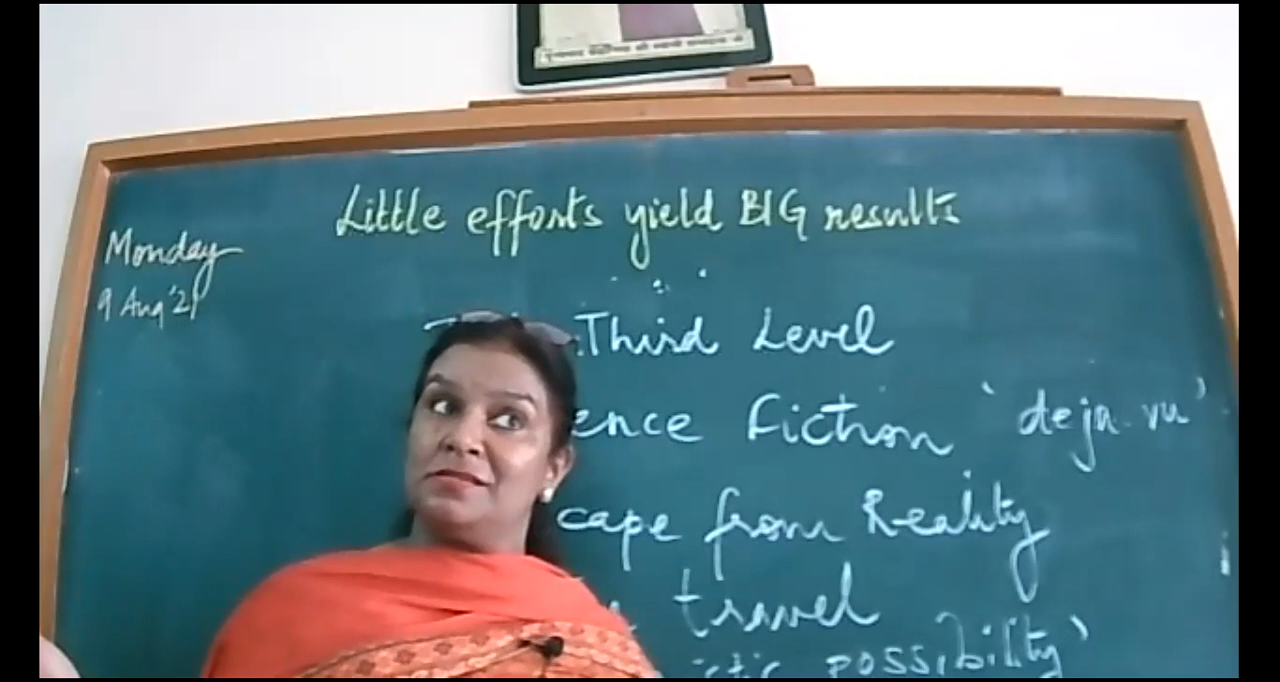 Little efforts yield BIG results
Monday
9 Aug '21
Third Level
ence Fiction 'deja vu'
cape from Reality
travel
istic possibility'